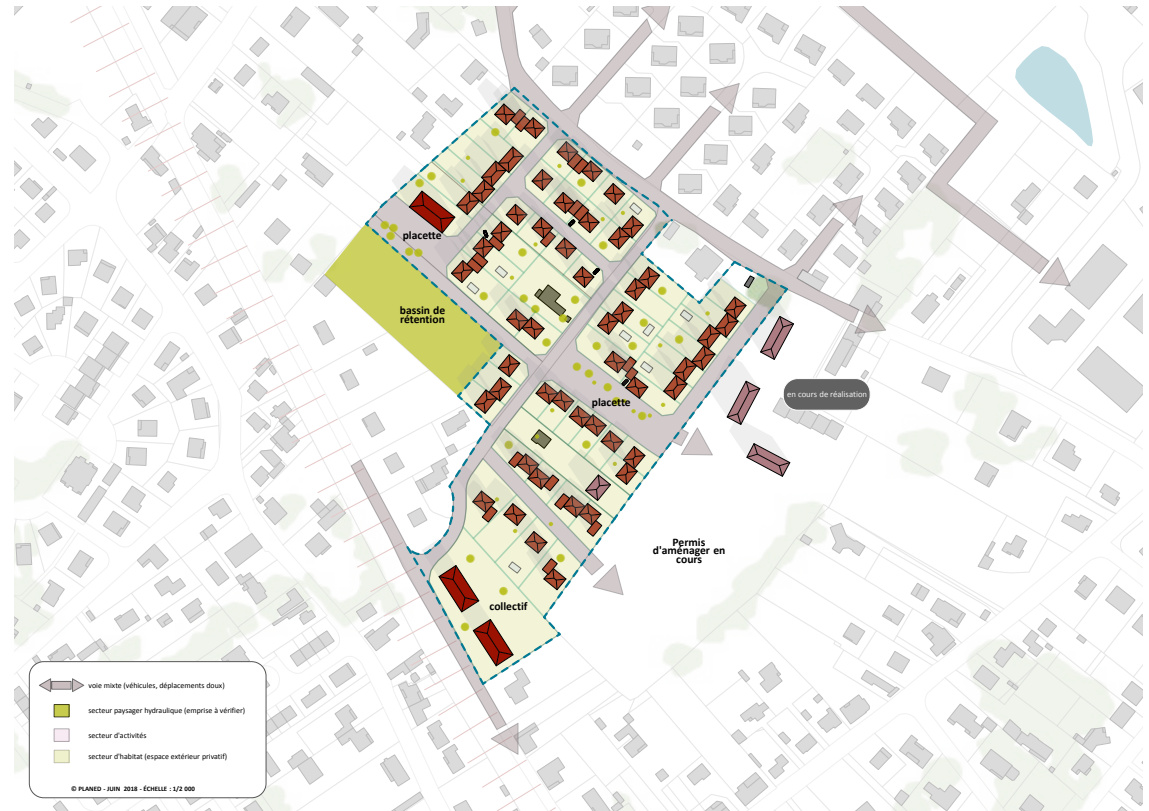 placette
bassin de
rétention
en cours de réalisation
placette
Permis
d'aménager en
cours
collectif
voie mixte (véhicules, déplacements doux)
secteur paysager hydraulique (emprise à vérifier)
secteur d'activités
secteur d'habitat (espace extérieur privatif)
© PLANED - JUIN 2018 - ÉCHELLE : 1/2 000